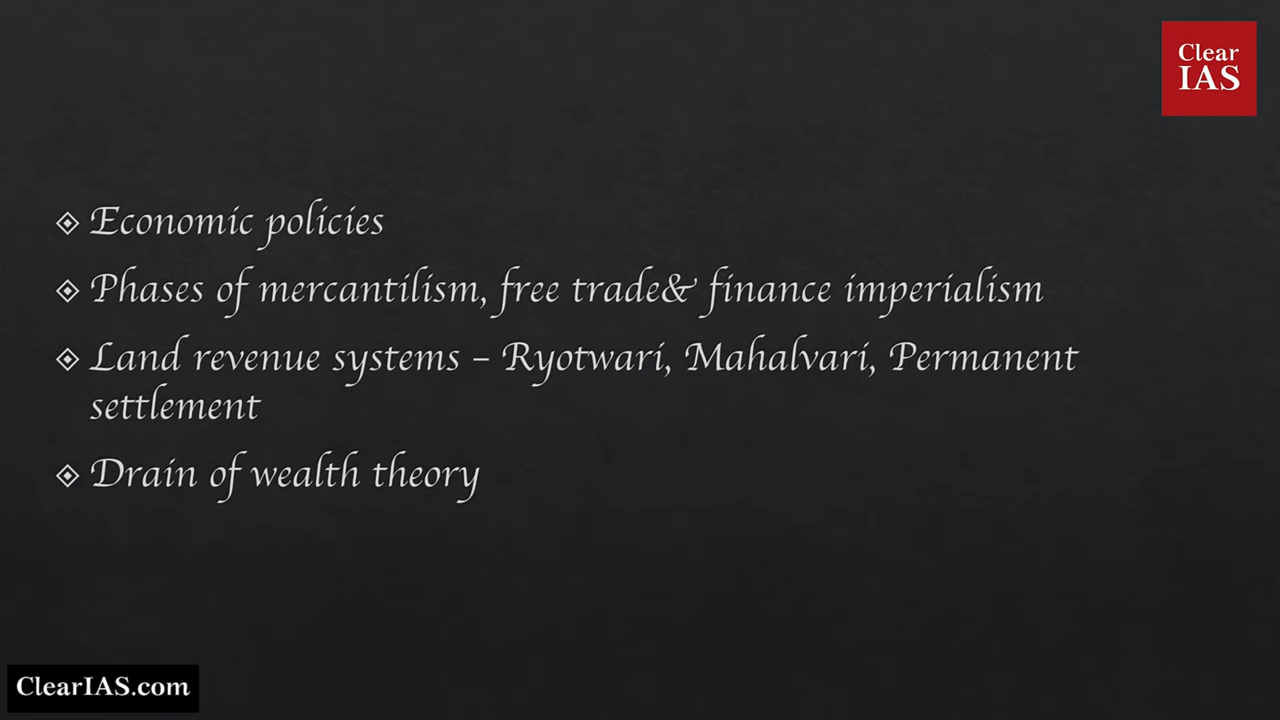 Clear
IAS
Economic policies
Phases of mercantilism, free trade& finance imperialism
Land revenue systems – Ryotwari, Mahalvari, Permanent
settlement
Drain of wealth theory
ClearIAS.com